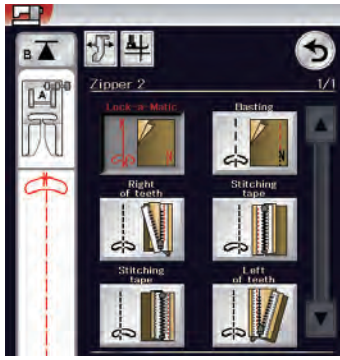 B
A
Zipper 2 1/1
Lock-a-Matic Basting
Right
of teeth
Stitching
tape
Stitching
tape
Left
of teeth